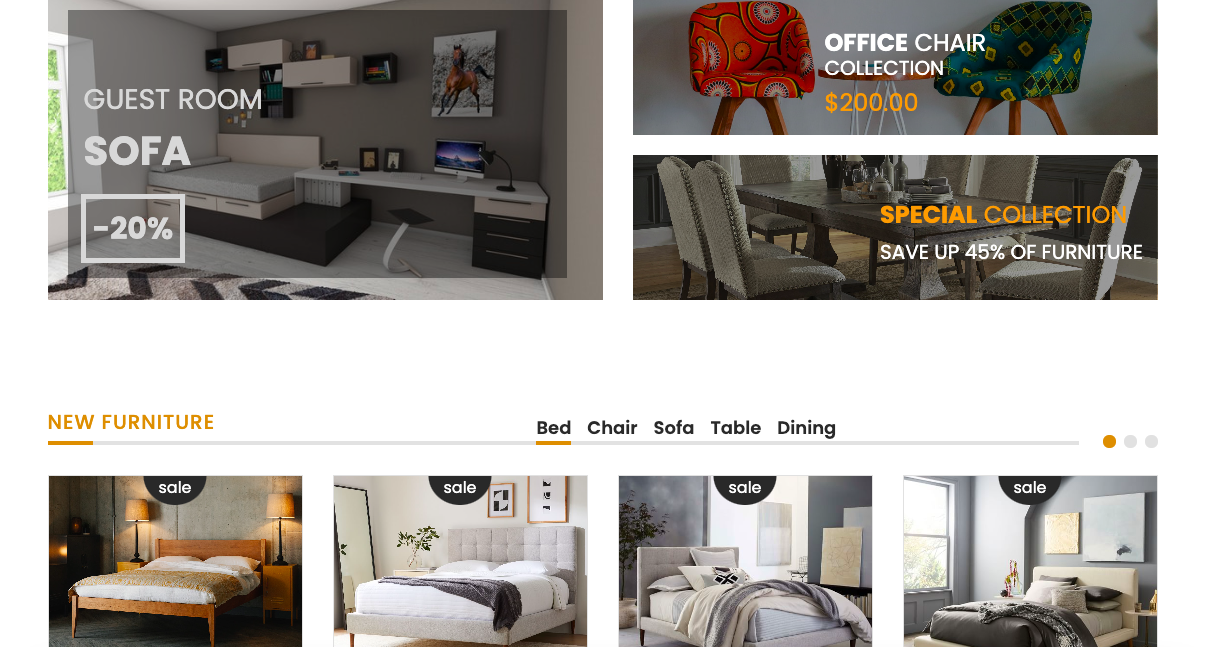 GUEST ROOM
SOFA
-20%
OFFICE CHAIR
COLLECTION
$200.00
SPECIAL COLLECTION
SAVE UP 45% OF FURNITURE
NEW FURNITURE
Bed Chair Sofa Table Dining
sale
sale
sale
sale